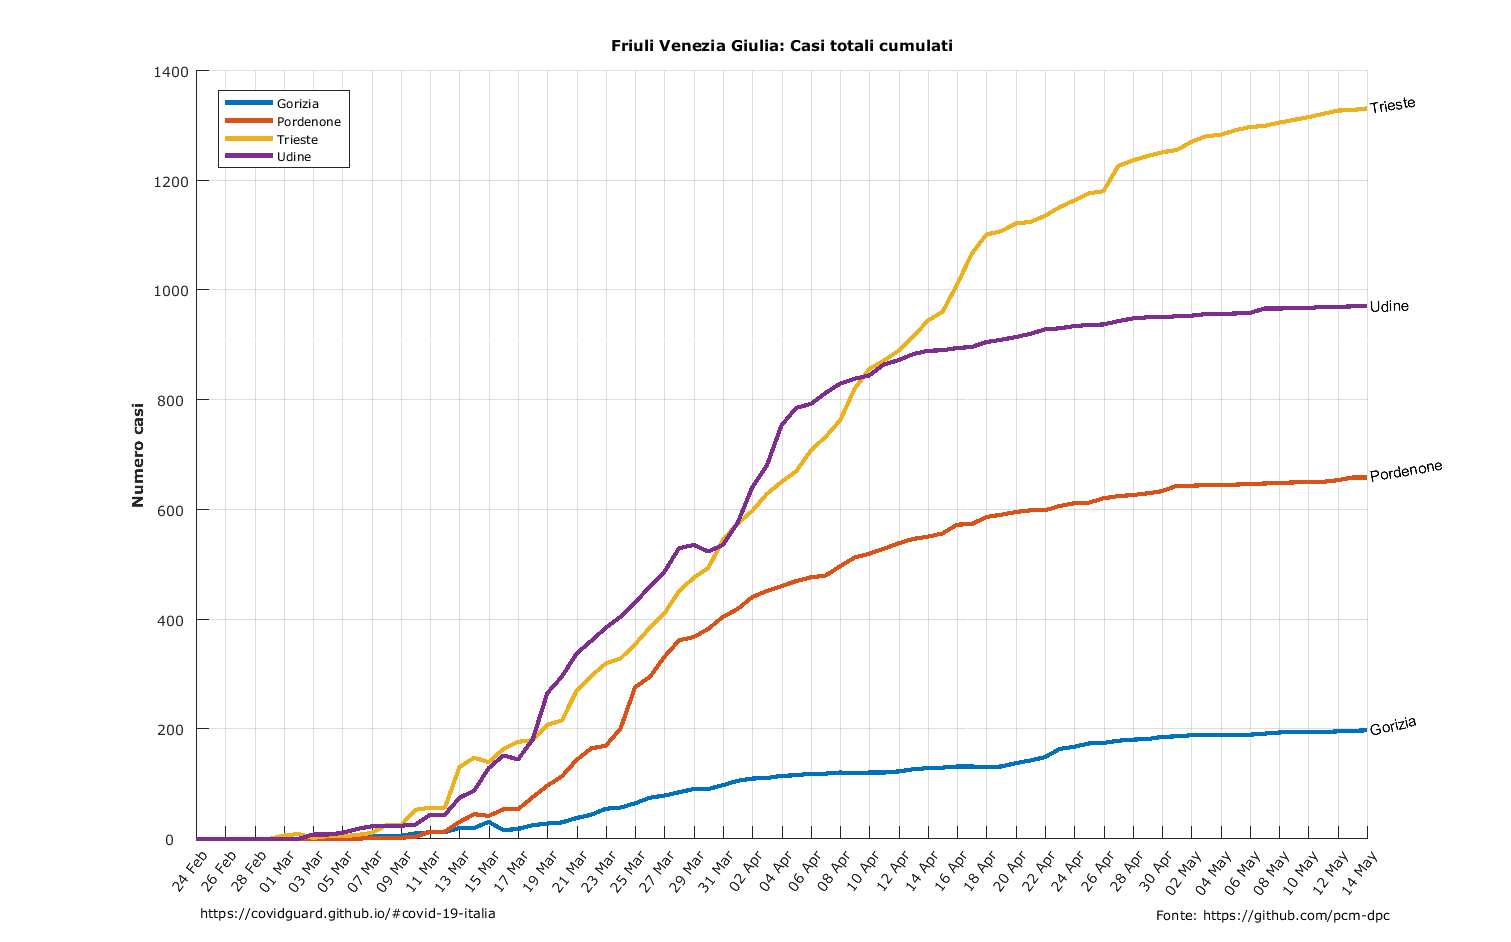 Friuli Venezia Giulia: Casi totali cumulati
1400
1200
1000
800
600
400
200
0
Numero casi
Gorizia
Pordenone
Trieste
Udine
Trieste
Udine
Pordenone
Gorizia
24 Feb
26 Feb
28 Feb
01 Mar
03 Mar
05 Mar
07 Mar
09 Mar
11 Mar
13 Mar
15 Mar
17 Mar
19 Mar
21 Mar
23 Mar
25 Mar
27 Mar
29 Mar
31 Mar
02 Apr
04 Apr
06 Apr
08 Apr
10 Apr
12 Apr
14 Apr
16 Apr
18 Apr
20 Apr
22 Apr
24 Apr
26 Apr
28 Apr
30 Apr
02 May
04 May
06 May
08 May
10 May
12 May
14 May
https://covidguard.github.io/#covid-19-italia
Fonte: https://github.com/pcm-dpc